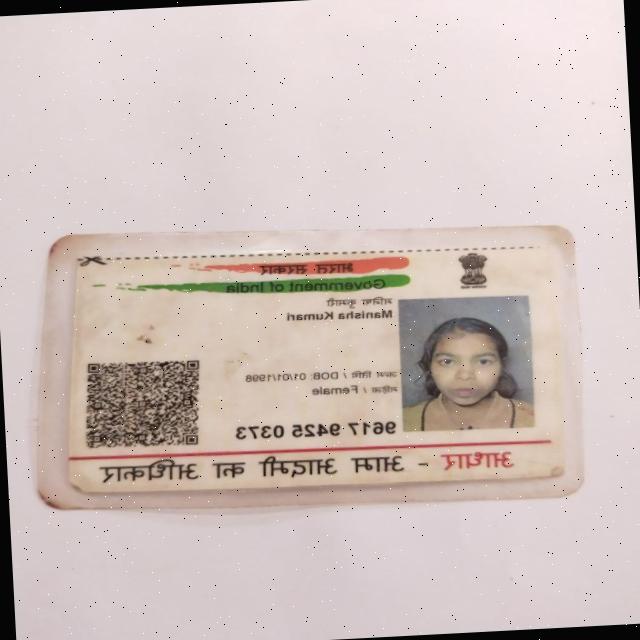 भारत सरकार
Government of India
मनिषा कुमारी
Manisha Kumari
जन्म तिथि / DOB: 01/01/1998
महिला / Female
9617 9425 0373
आधार - आम आदमी का अधिकार